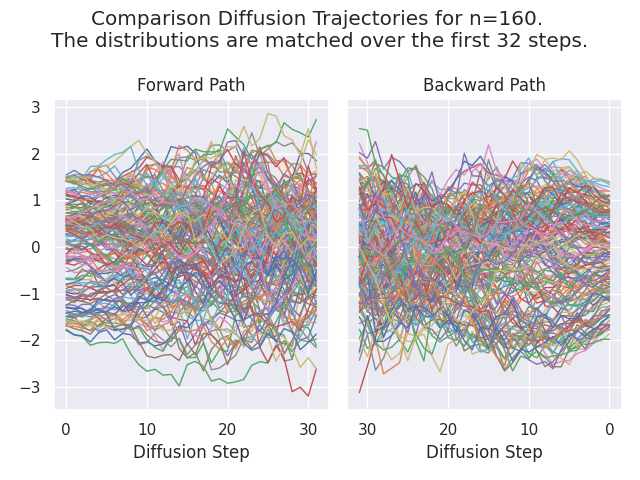 Comparison Diffusion Trajectories for n=160.
The distributions are matched over the first 32 steps.
Forward Path
Backward Path
3
2
1
0
−1
−2
−3
0 10 20 30
30 20 10 0
Diffusion Step
Diffusion Step